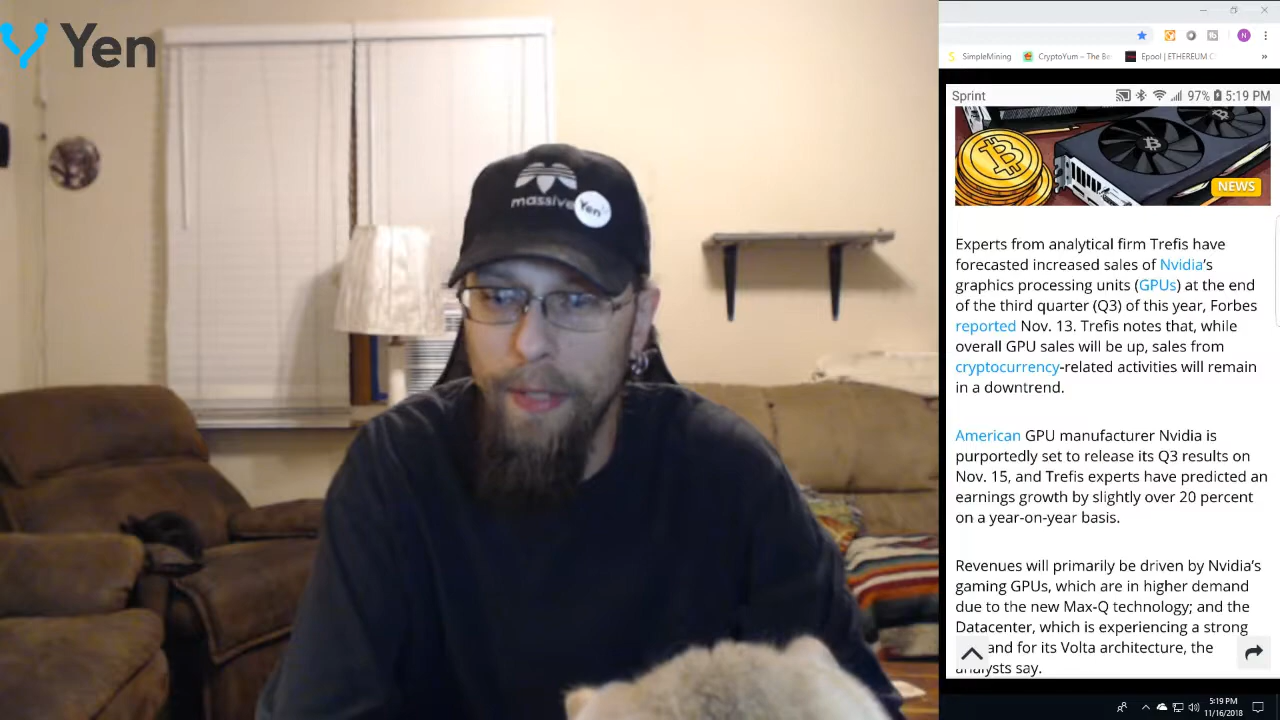 Yen
massive
Yen
SimpleMining
CryptoYum – The Be
Epool | ETHEREUM C
»
N
Sprint
97% 5:19 PM
NEWS
Experts from analytical firm Trefis have
forecasted increased sales of Nvidia's
graphics processing units (GPUs) at the end
of the third quarter (Q3) of this year, Forbes
reported Nov. 13. Trefis notes that, while
overall GPU sales will be up, sales from
cryptocurrency-related activities will remain
in a downtrend.
American GPU manufacturer Nvidia is
purportedly set to release its Q3 results on
Nov. 15, and Trefis experts have predicted an
earnings growth by slightly over 20 percent
on a year-on-year basis.
Revenues will primarily be driven by Nvidia's
gaming GPUs, which are in higher demand
due to the new Max-Q technology; and the
Datacenter, which is experiencing a strong
and for its Volta architecture, the
analysts say.
5:19 PM
11/16/2018